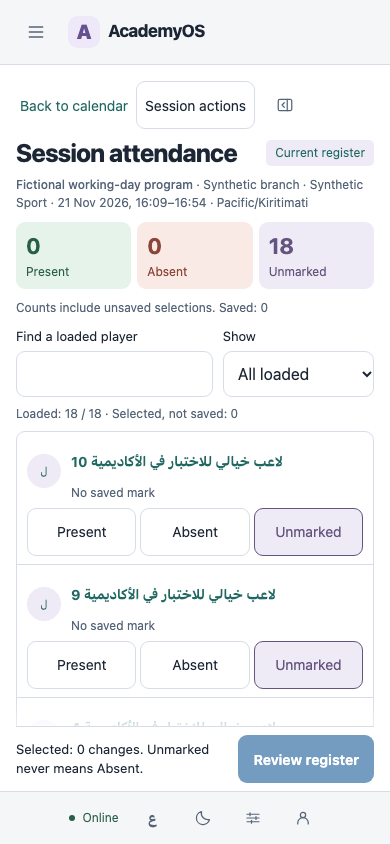 A AcademyOS
Back to calendar
Session actions
Session attendance
Current register
Fictional working-day program · Synthetic branch · Synthetic
Sport · 21 Nov 2026, 16:09–16:54 · Pacific/Kiritimati
0
Present
0
Absent
18
Unmarked
Counts include unsaved selections. Saved: 0
Find a loaded player
Show
All loaded
Loaded: 18 / 18 · Selected, not saved: 0
ل
لاعب خيالي للاختبار في الأكاديمية 10
No saved mark
Present
Absent
Unmarked
ل
لاعب خيالي للاختبار في الأكاديمية 9
No saved mark
Present
Absent
Unmarked
Selected: 0 changes. Unmarked
never means Absent.
Review register
Online
ع